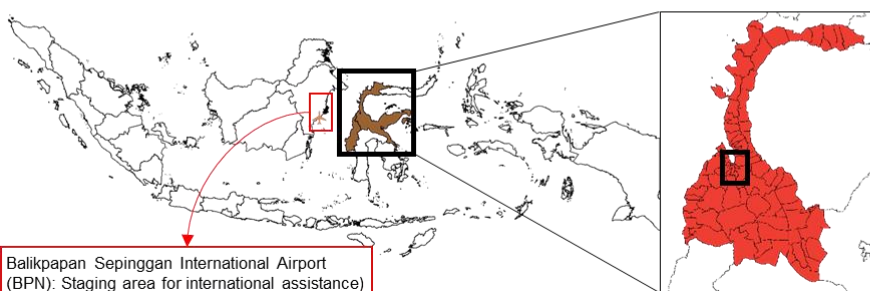 Balikpapan Sepinggan International Airport
(BPN): Staging area for international assistance)